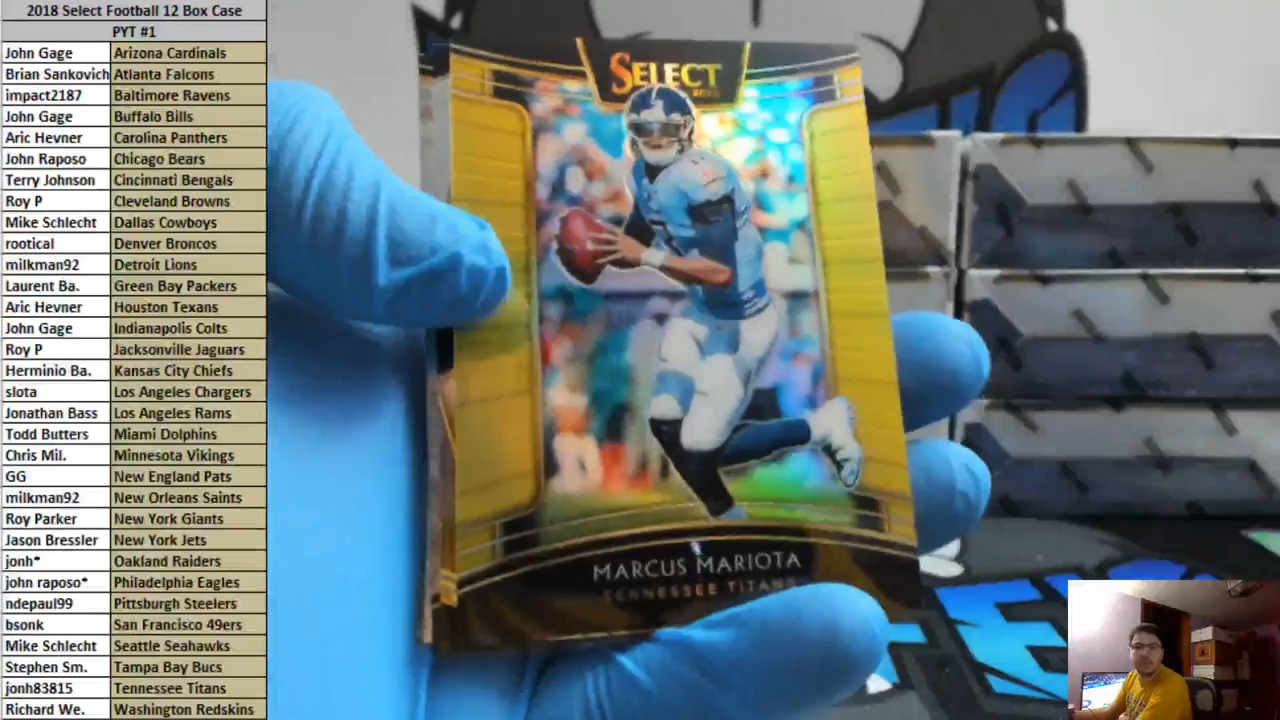 2018 Select Football 12 Box Case
PYT #1
John Gage Arizona Cardinals
Brian Sankovich Atlanta Falcons
impact2187 Baltimore Ravens
John Gage Buffalo Bills
Aric Hevner Carolina Panthers
John Raposo Chicago Bears
Terry Johnson Cincinnati Bengals
Roy P Cleveland Browns
Mike Schlecht Dallas Cowboys
rootical Denver Broncos
milkman92 Detroit Lions
Laurent Ba. Green Bay Packers
Aric Hevner Houston Texans
John Gage Indianapolis Colts
Roy P Jacksonville Jaguars
Herminio Ba. Kansas City Chiefs
slota Los Angeles Chargers
Jonathan Bass Los Angeles Rams
Todd Butters Miami Dolphins
Chris Mil. Minnesota Vikings
GG New England Pats
milkman92 New Orleans Saints
Roy Parker New York Giants
Jason Bressler New York Jets
jonh* Oakland Raiders
john raposo* Philadelphia Eagles
ndepaul99 Pittsburgh Steelers
bsonk San Francisco 49ers
Mike Schlecht Seattle Seahawks
Stephen Sm. Tampa Bay Bucs
jonh83815 Tennessee Titans
Richard We. Washington Redskins
SELECT
MARCUS MARIOTA
TENNESSEE TITANS